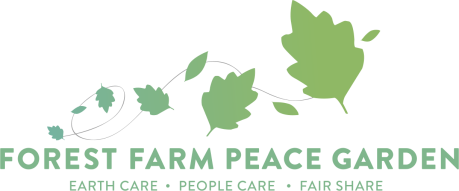 FOREST FARM PEACE GARDEN
EARTH CARE • PEOPLE CARE • FAIR SHARE